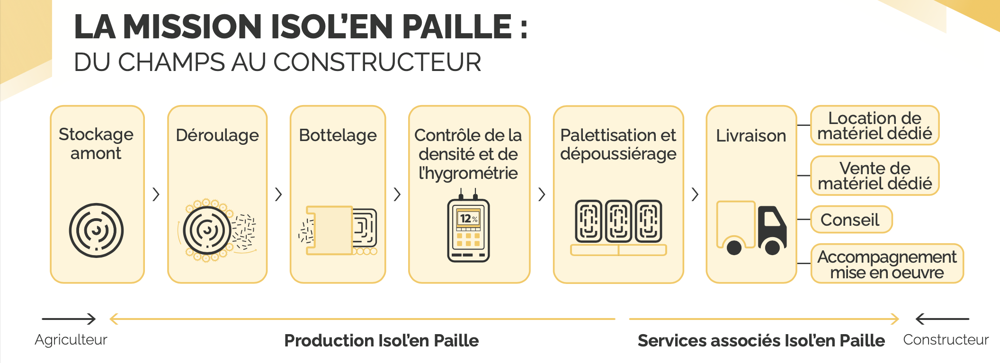 LA MISSION ISOL'EN PAILLE :
DU CHAMPS AU CONSTRUCTEUR
Stockage
amont
Déroulage
Bottelage
Contrôle de la
densité et de
l'hygrométrie
12 %
Palettisation et
dépoussiérage
Livraison
Location de
matériel dédié
Vente de
matériel dédié
Conseil
Accompagnement
mise en oeuvre
Agriculteur
Production Isol'en Paille
Services associés Isol'en Paille
Constructeur